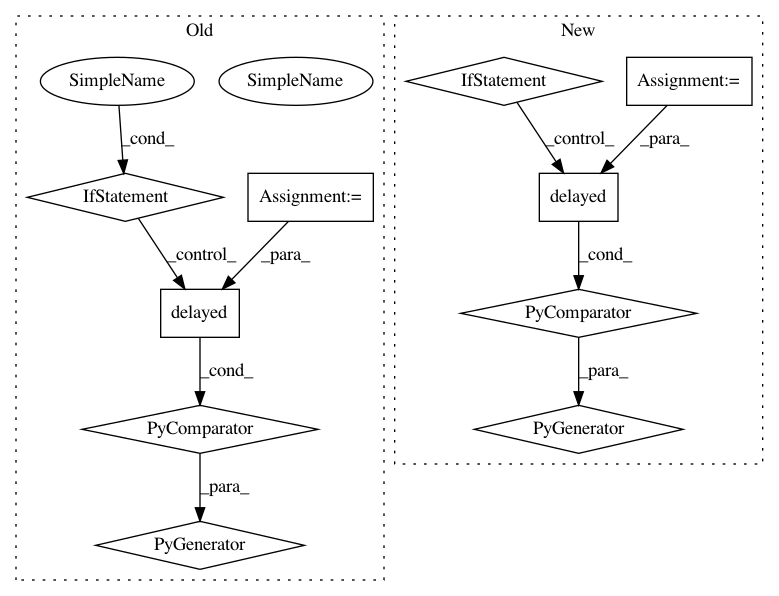 Old
SimpleName
SimpleName
_cond_
IfStatement
Assignment:=
_control_
_para_
delayed
_cond_
PyComparator
_para_
PyGenerator
New
IfStatement
Assignment:=
_control_
_para_
delayed
_cond_
PyComparator
_para_
PyGenerator